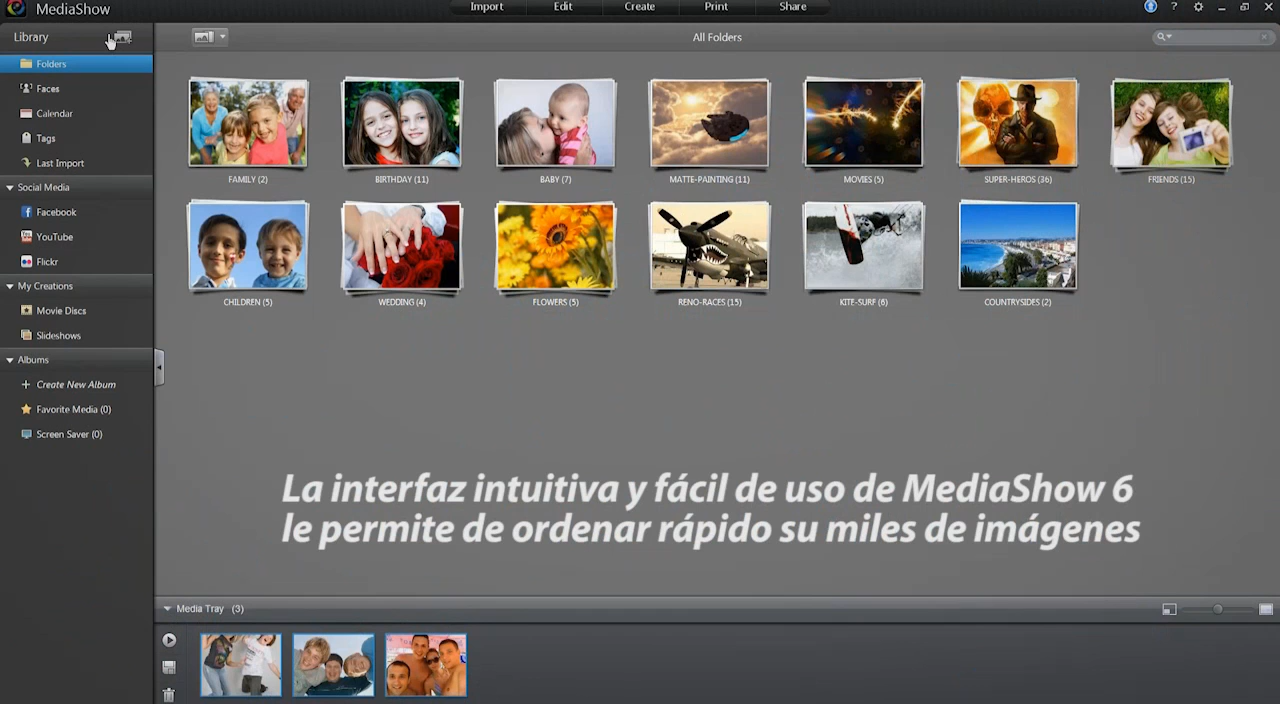 MediaShow
Import Edit Create Print Share
Library
All Folders
Folders
Faces
Calendar
Tags
Last Import
Social Media
Facebook
YouTube
Flickr
My Creations
Movie Discs
Slideshows
Albums
Create New Album
Favorite Media (0)
Screen Saver (0)
FAMILY (2) BIRTHDAY (11) BABY (7) MATTE-PAINTING (11) MOVIES (5) SUPER-HEROS (36) FRIENDS (15)
CHILDREN (5) WEDDING (4) FLOWERS (5) RENO-RACES (15) KITE-SURF (6) COUNTRYSIDES (2)
La interfaz intuitiva y fácil de uso de MediaShow 6
le permite de ordenar rápido su miles de imágenes
Media Tray (3)